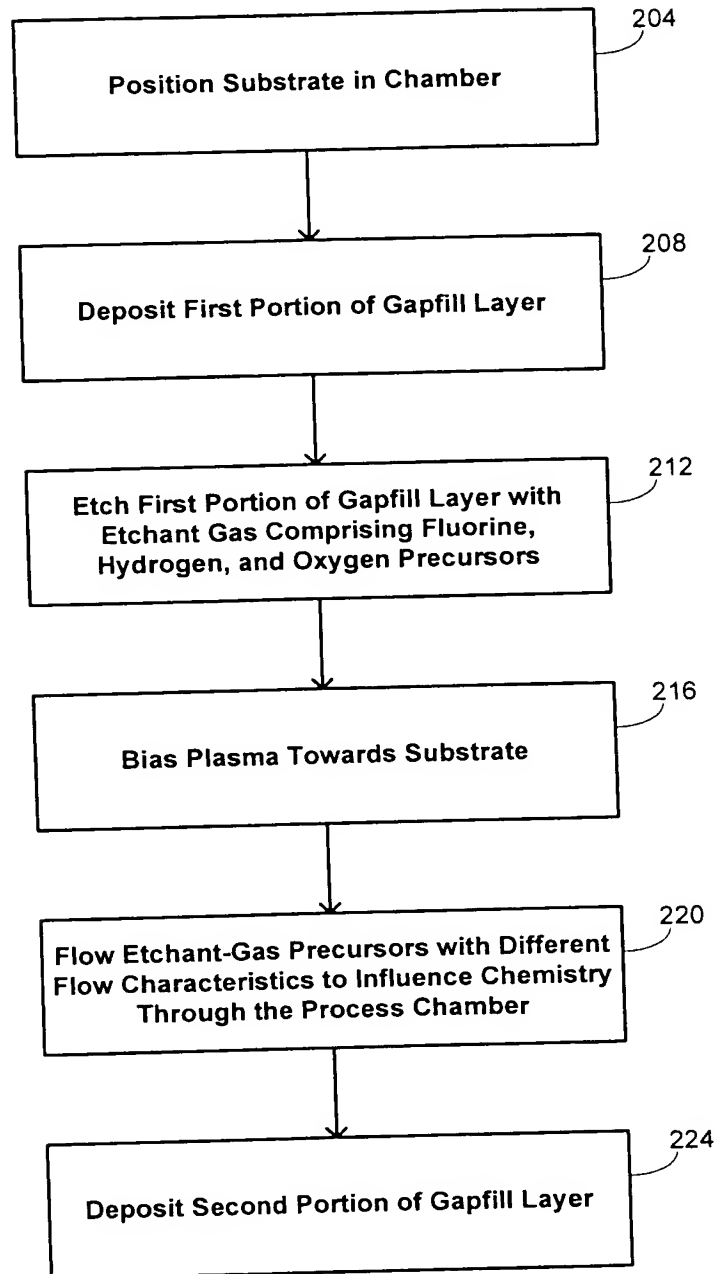 204
Position Substrate in Chamber
208
Deposit First Portion of Gapfill Layer
212
Etch First Portion of Gapfill Layer with
Etchant Gas Comprising Fluorine,
Hydrogen, and Oxygen Precursors
216
Bias Plasma Towards Substrate
220
Flow Etchant-Gas Precursors with Different
Flow Characteristics to Influence Chemistry
Through the Process Chamber
224
Deposit Second Portion of Gapfill Layer